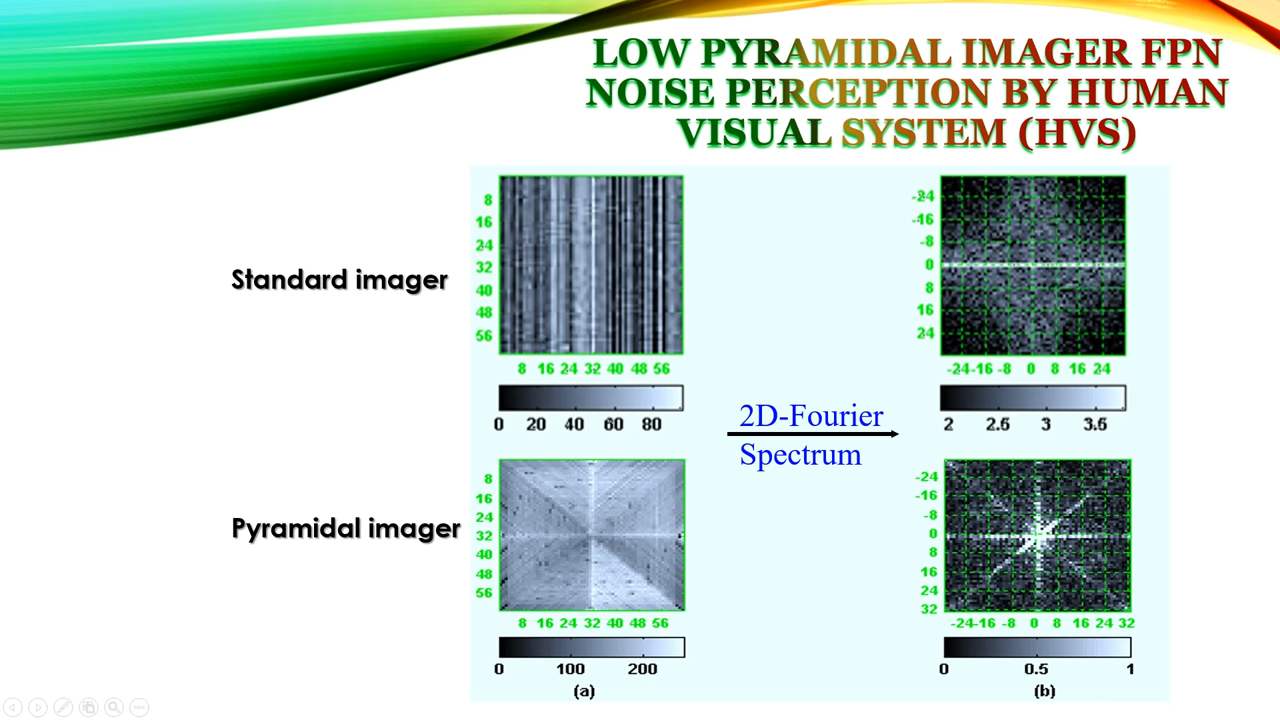 LOW PYRAMIDAL IMAGER FPN
NOISE PERCEPTION BY HUMAN
VISUAL SYSTEM (HVS)
Standard imager
8
16
24
32
40
48
56
8 16 24 32 40 48 56
0 20 40 60 80
-24
-16
-8
0
8
16
24
-24 -16 -8 0 8 16 24
2 2.5 3 3.5
2D-Fourier
Spectrum
Pyramidal imager
8
16
24
32
40
48
56
8 16 24 32 40 48 56
0 100 200
(a)
-24
-16
-8
0
8
16
24
32
-24 -16 -8 0 8 16 24 32
0 0.5 1
(b)